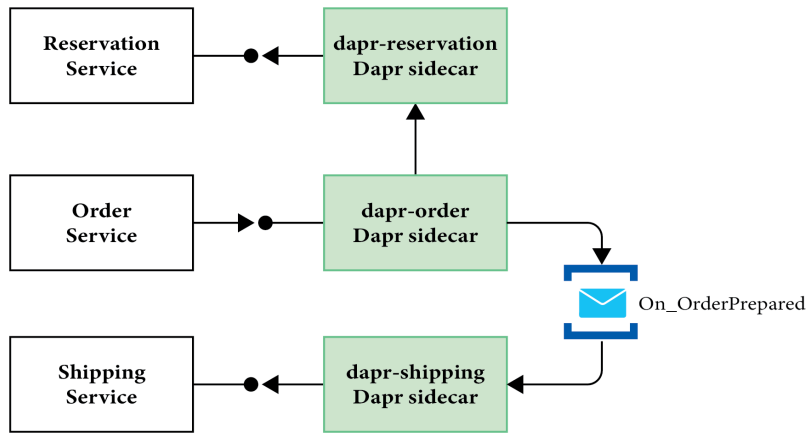 Reservation
Service
dapr-reservation
Dapr sidecar
Order
Service
dapr-order
Dapr sidecar
On_OrderPrepared
Shipping
Service
dapr-shipping
Dapr sidecar